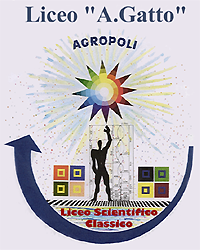 Liceo "A.Gatto"
AGROPOLI
Liceo Scientifico
Classico